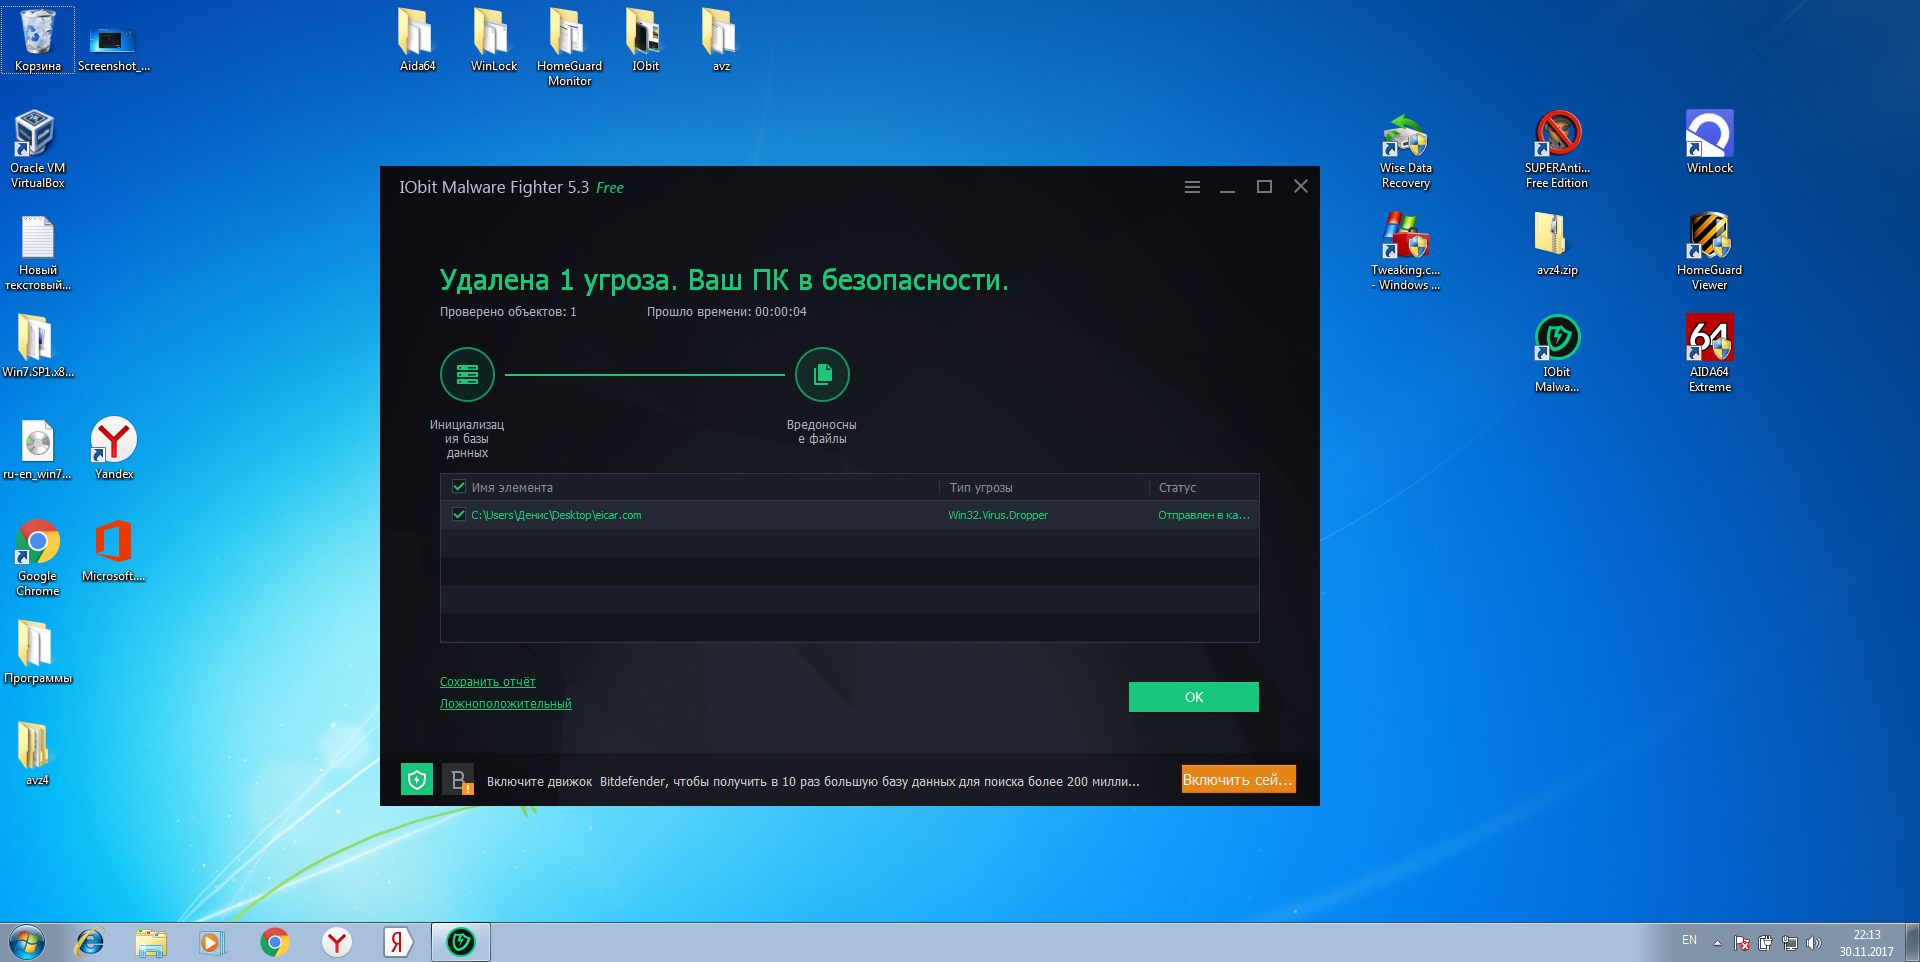 Корзина
Screenshot_...
Aida64
WinLock
HomeGuard
Monitor
IObit
avz
Oracle VM
VirtualBox
Новый
текстовый...
Win7.SP1.x8...
ru-en_win7...
Yandex
Google
Chrome
Microsoft....
Программы
avz4
Wise Data
Recovery
SUPERAnti...
Free Edition
WinLock
Tweaking.c...
- Windows ...
avz4.zip
HomeGuard
Viewer
IObit
Malwa...
64
AIDA64
Extreme
IObit Malware Fighter 5.3 Free
Удалена 1 угроза. Ваш ПК в безопасности.
Проверено объектов: 1
Прошло времени: 00:00:04
Инициализац
ия базы
данных
Вредоносны
е файлы
Имя элемента
Тип угрозы
Статус
C:\Users\Денис\Desktop\eicar.com
Win32.Virus.Dropper
Отправлен в ка...
Сохранить отчёт
Ложноположительный
OK
B
Включите движок Bitdefender, чтобы получить в 10 раз большую базу данных для поиска более 200 милли...
Включить сей...
Я
EN
22:13
30.11.2017